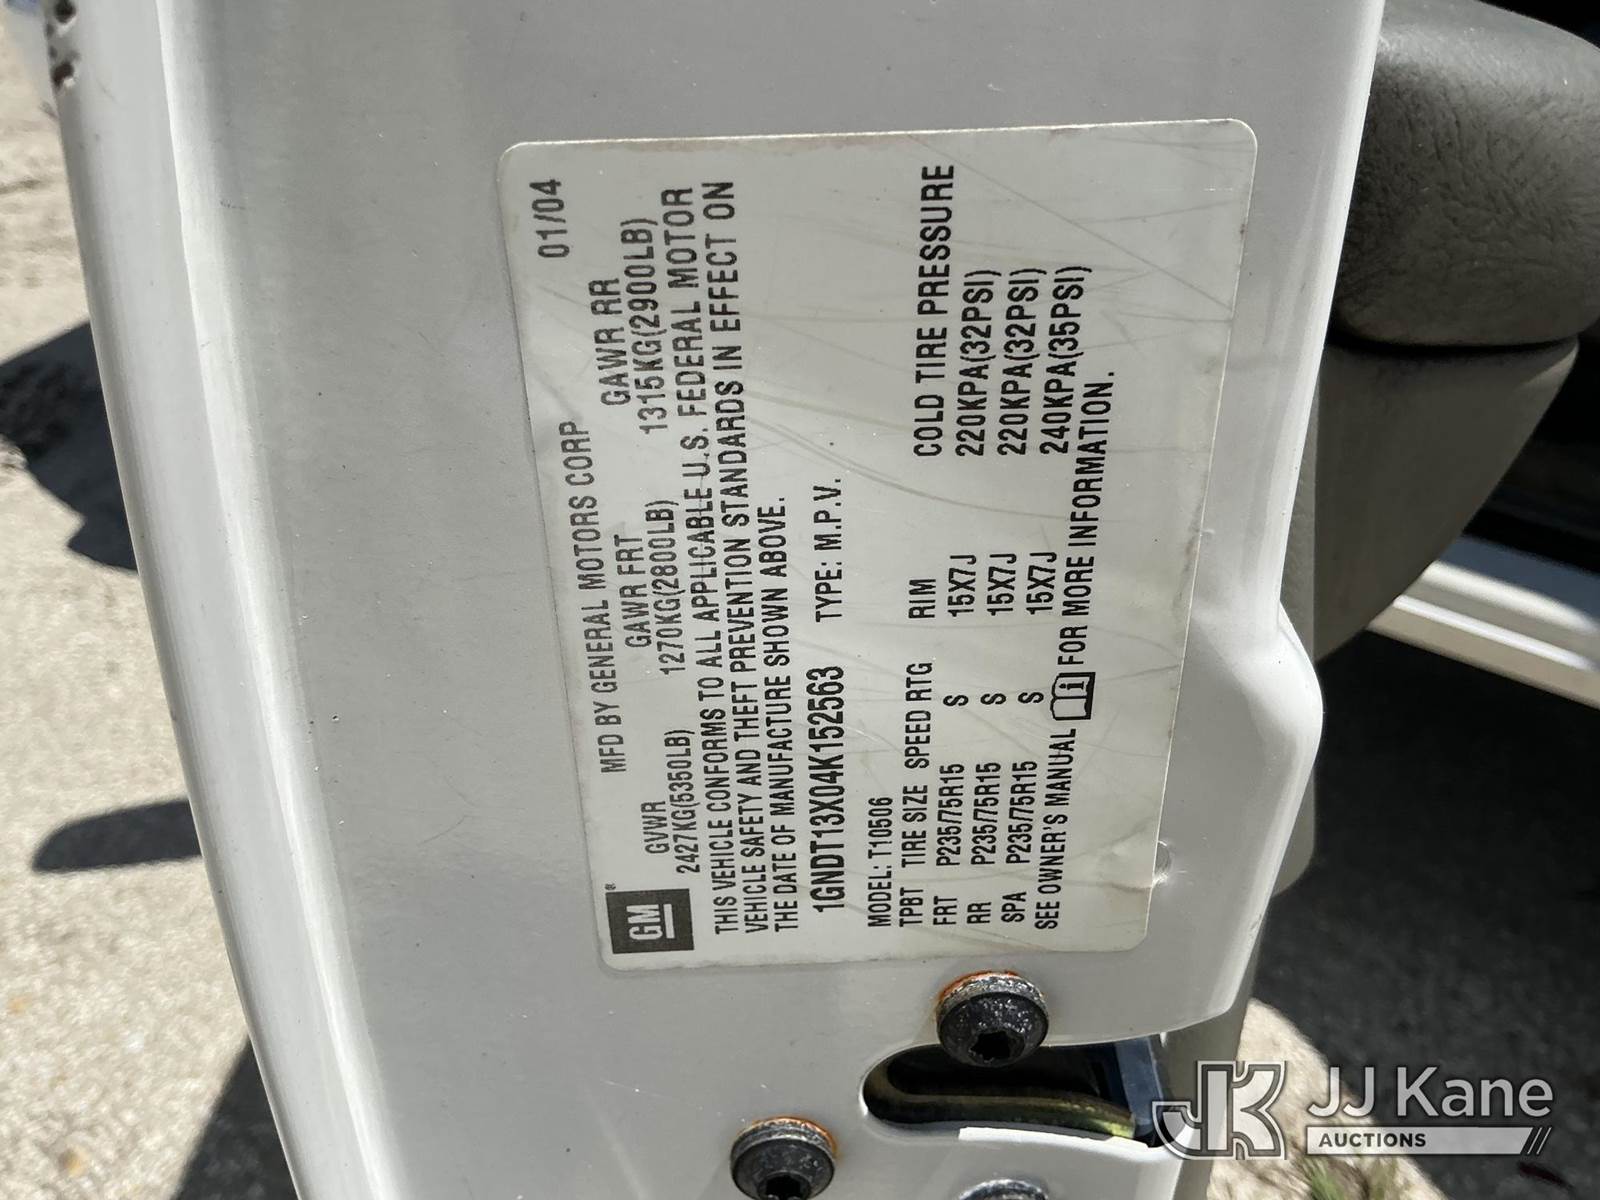 MFD BY GENERAL MOTORS CORP 01/04
GM
GVWR GAWR FRT GAWR RR
2427KG(5350LB) 1270KG(2800LB) 1315KG(2900LB)
THIS VEHICLE CONFORMS TO ALL APPLICABLE U.S. FEDERAL MOTOR
VEHICLE SAFETY AND THEFT PREVENTION STANDARDS IN EFFECT ON
THE DATE OF MANUFACTURE SHOWN ABOVE.
1GNDT13X04K152563 TYPE: M.P.V.
MODEL: T10506
TPBT TIRE SIZE SPEED RTG RIM COLD TIRE PRESSURE
FRT P235/75R15 S 15X7J 220KPA(32PSI)
RR P235/75R15 S 15X7J 220KPA(32PSI)
SPA P235/75R15 S 15X7J 240KPA(35PSI)
SEE OWNER'S MANUAL i FOR MORE INFORMATION.
JK JJ Kane
AUCTIONS